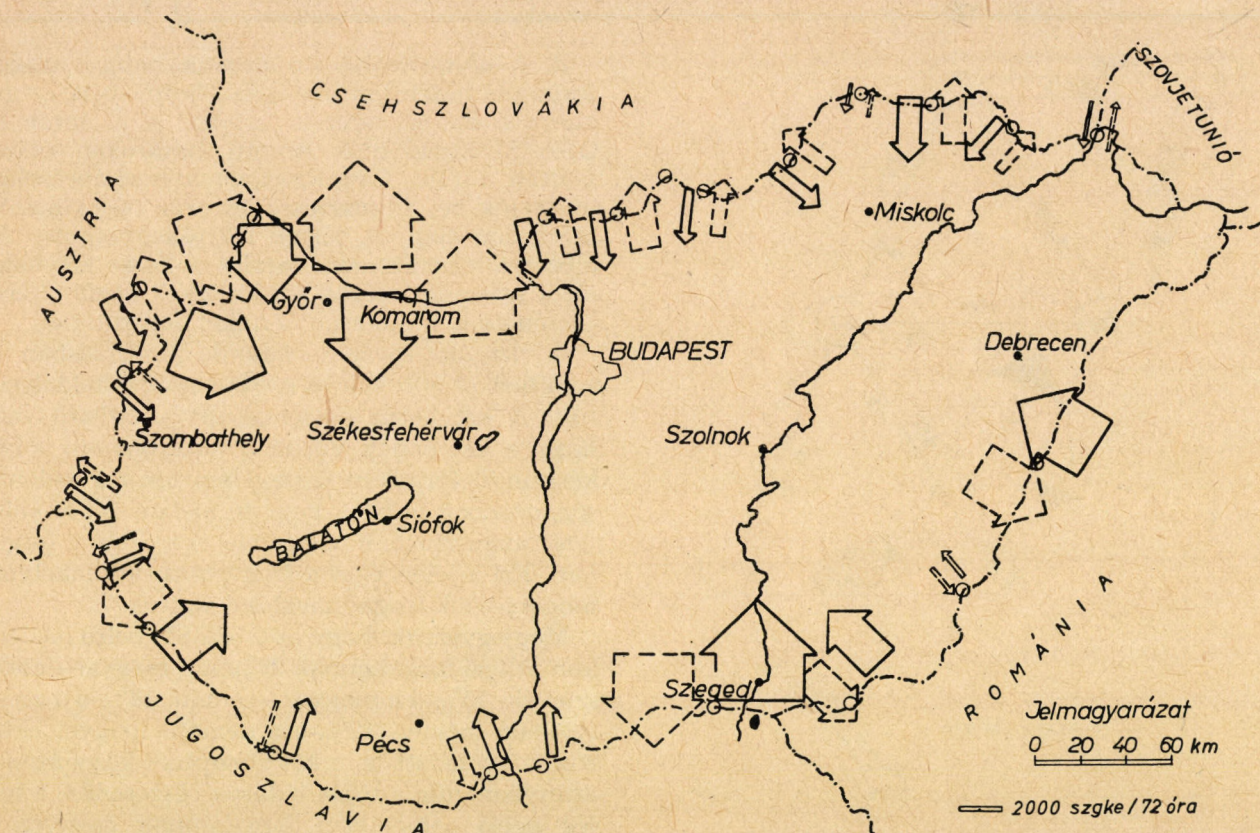 CSEHSZLOVÁKIA
SZOVJETUNIÓ
AUSZTRIA
Miskolc
Győr
Komárom
BUDAPEST
Debrecen
Szombathely
Székesfehérvár
Szolnok
BALATON
Siófok
Szeged
ROMÁNIA
JUGOSZLÁVIA
Pécs
Jelmagyarázat
0 20 40 60 km
2000 szgke/72 óra